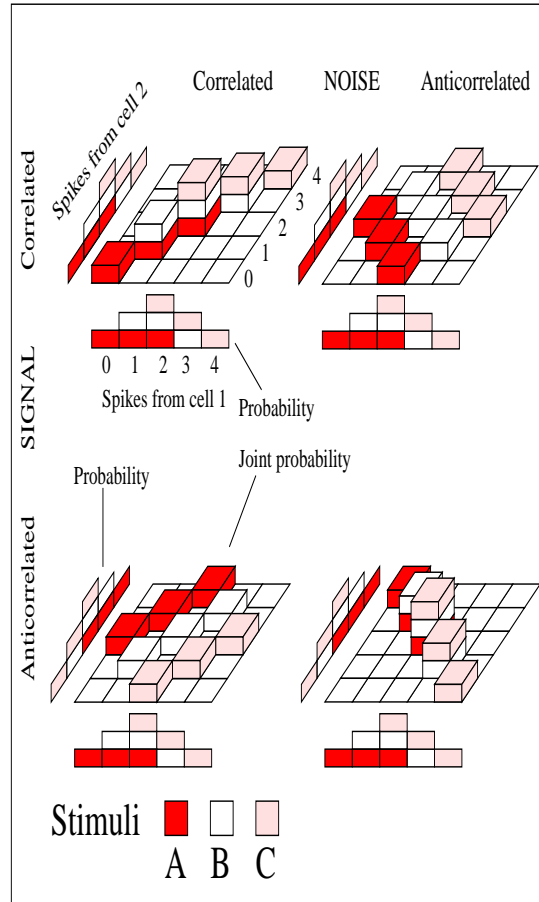 Correlated NOISE Anticorrelated
Spikes from cell 2
Correlated
4
3
2
1
0
0 1 2 3 4
Spikes from cell 1
Probability
SIGNAL
Probability
Joint probability
Anticorrelated
Stimuli
A B C